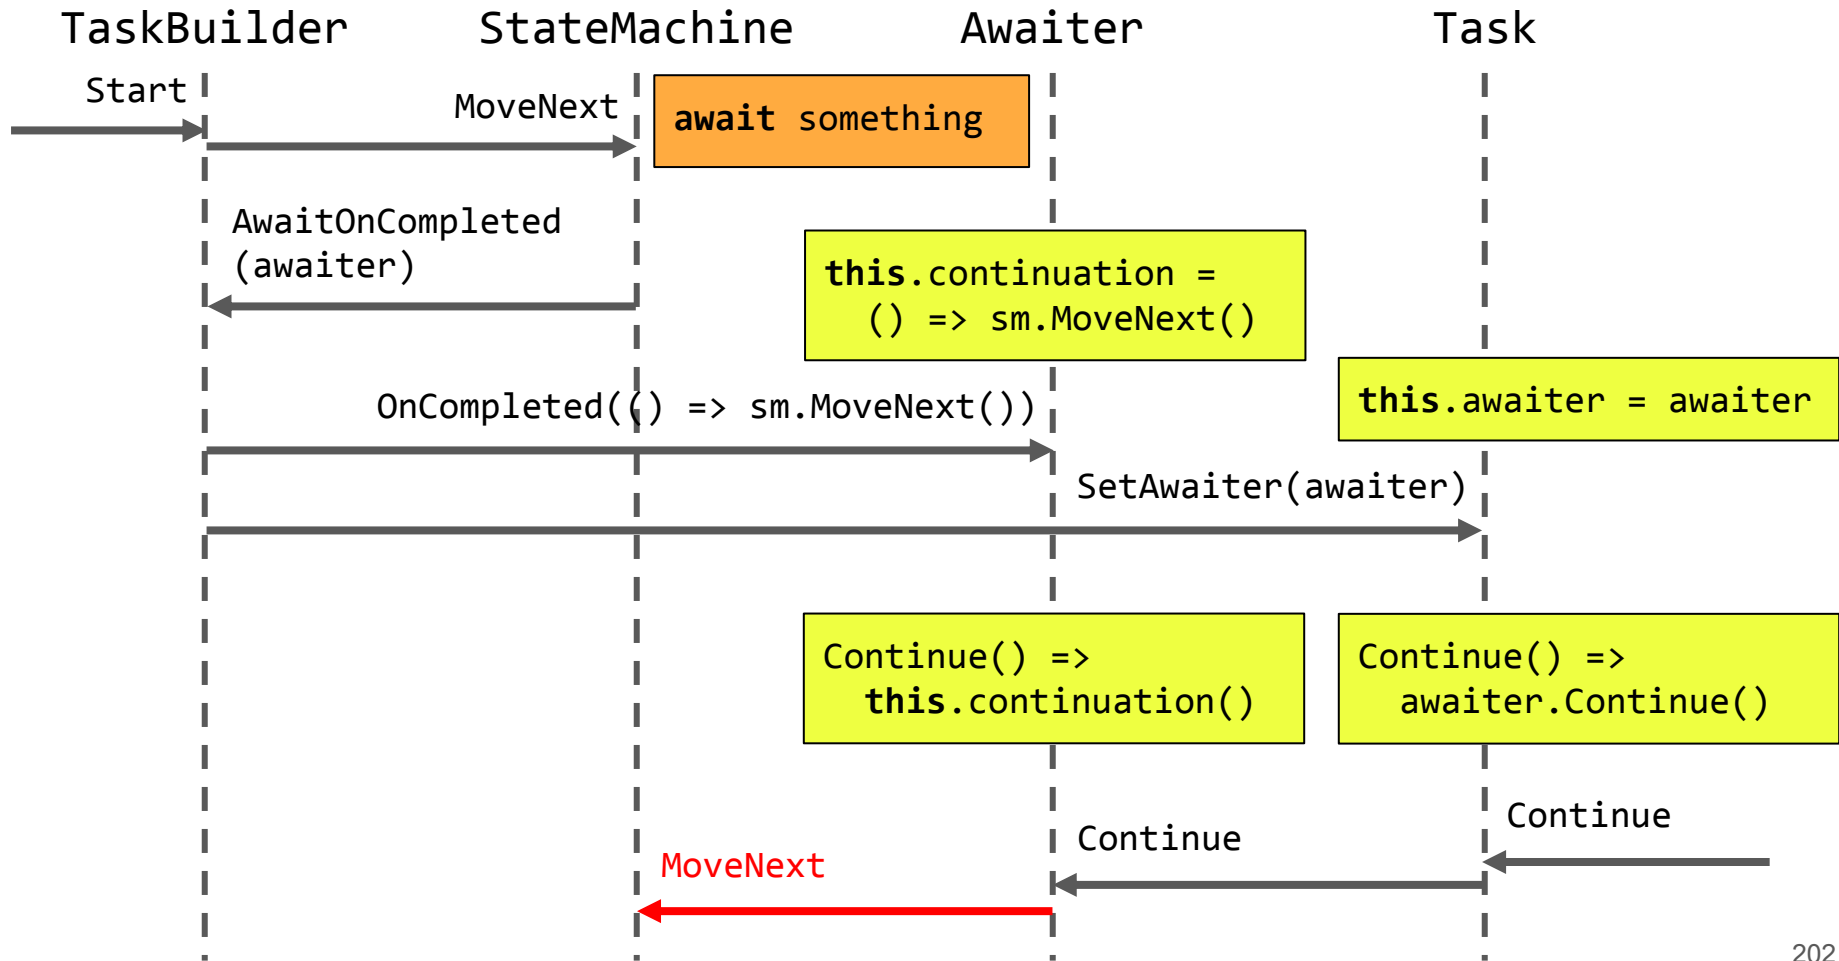 TaskBuilder
StateMachine
Awaiter
Task
Start
MoveNext
await something
AwaitOnCompleted
(awaiter)
this.continuation =
() => sm.MoveNext()
this.awaiter = awaiter
OnCompleted(() => sm.MoveNext())
SetAwaiter(awaiter)
Continue() =>
this.continuation()
Continue() =>
awaiter.Continue()
Continue
Continue
MoveNext
202